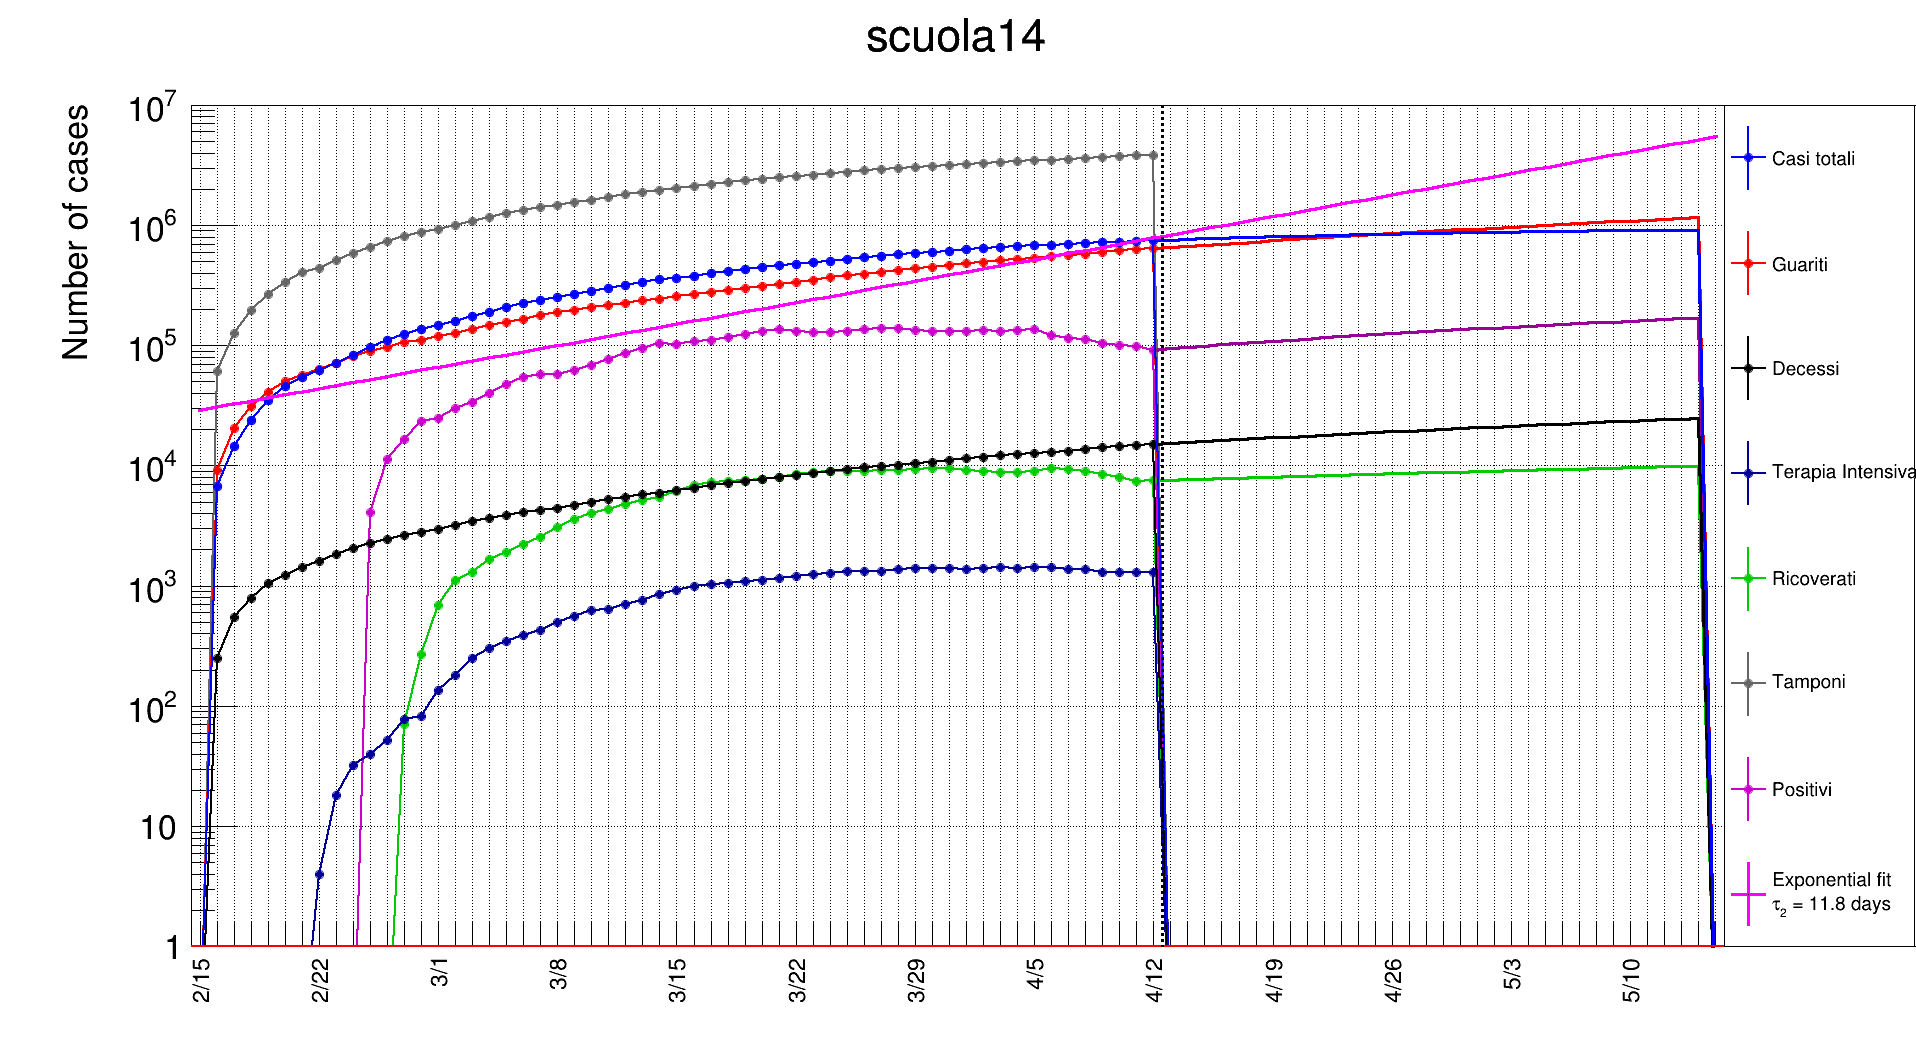 scuola14
Number of cases
10^7
10^6
10^5
10^4
10^3
10^2
10
1
2/15
2/22
3/1
3/8
3/15
3/22
3/29
4/5
4/12
4/19
4/26
5/3
5/10
Casi totali
Guariti
Decessi
Terapia Intensiva
Ricoverati
Tamponi
Positivi
Exponential fit
τ₂ = 11.8 days